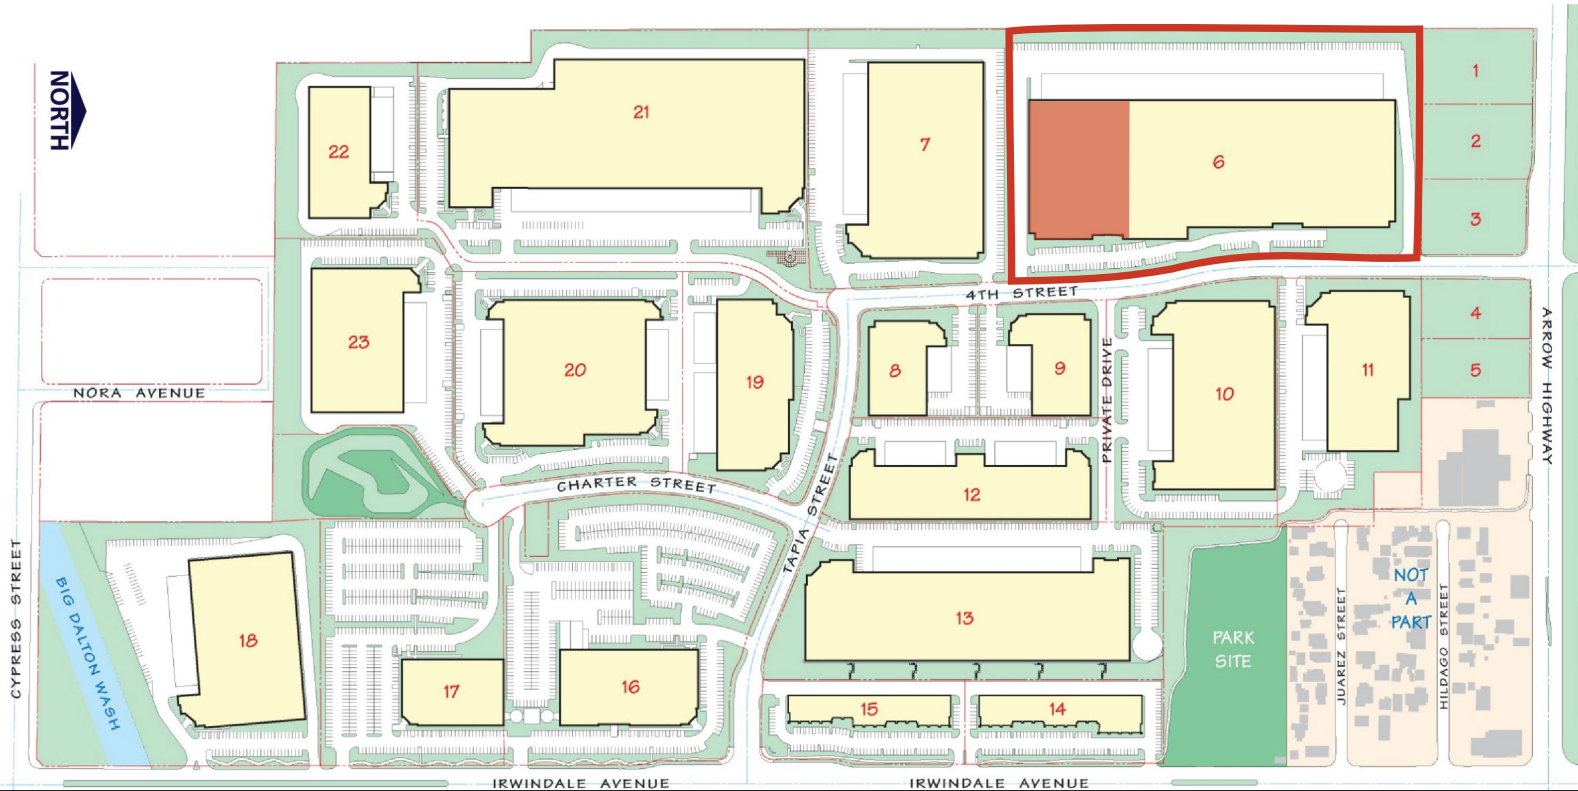 NORTH
1
21
22
7
2
6
3
4TH STREET
4
23
8
9
10
11
5
20
19
NORA AVENUE
PRIVATE DRIVE
ARROW HIGHWAY
CHARTER STREET
12
TAPIA STREET
CYPRESS STREET
BIG DALTON WASH
18
13
PARK
SITE
NOT
A
PART
JUAREZ STREET
HILDAGO STREET
17
16
15
14
IRWINDALE AVENUE
IRWINDALE AVENUE